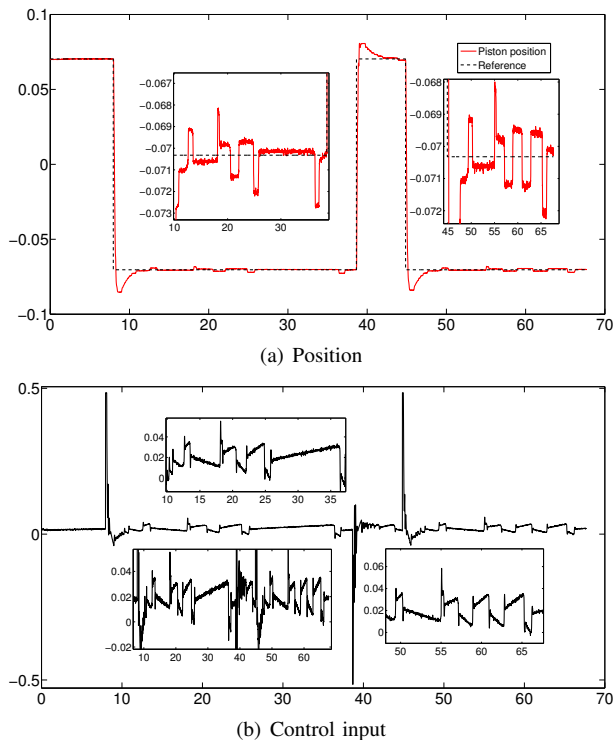 0.1
0.05
0
−0.05
−0.1
0 10 20 30 40 50 60 70
−0.067
−0.068
−0.069
−0.07
−0.071
−0.072
−0.073
10 20 30
Piston position
Reference
−0.068
−0.069
−0.07
−0.071
−0.072
45 50 55 60 65
(a) Position
0.5
0
−0.5
0 10 20 30 40 50 60 70
0.04
0.02
0
10 15 20 25 30 35
0.04
0.02
0
−0.02
10 20 30 40 50 60
0.06
0.04
0.02
0
50 55 60 65
(b) Control input